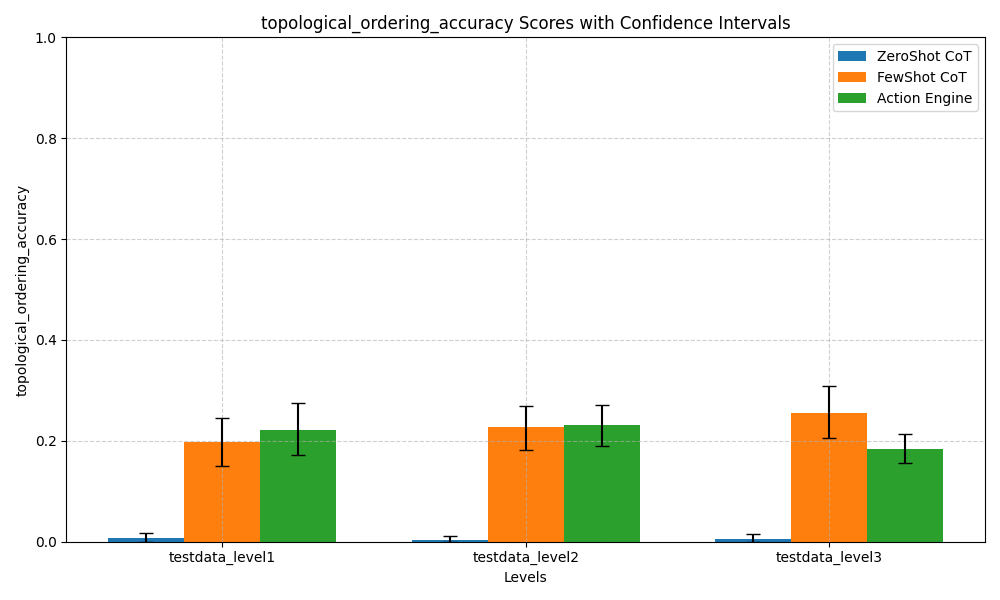 topological_ordering_accuracy Scores with Confidence Intervals
ZeroShot CoT
FewShot CoT
Action Engine
topological_ordering_accuracy
1.0
0.8
0.6
0.4
0.2
0.0
testdata_level1
testdata_level2
testdata_level3
Levels